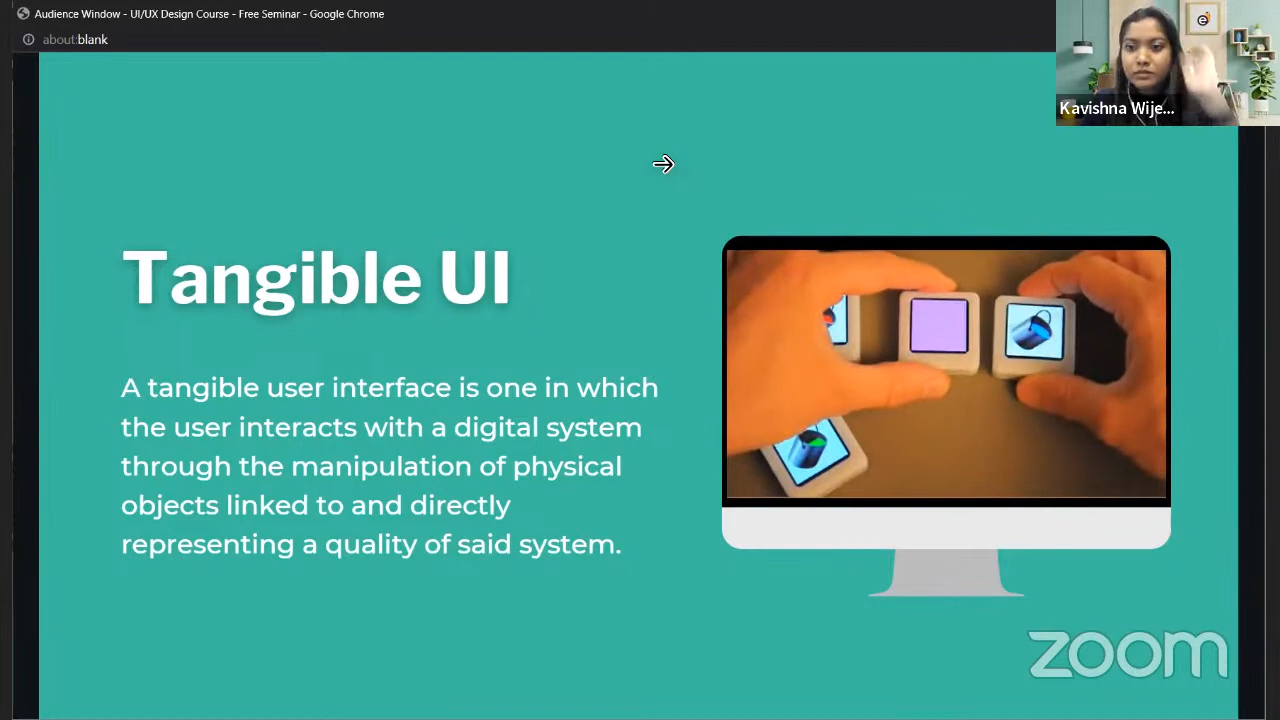 Audience Window - UI/UX Design Course - Free Seminar - Google Chrome
about:blank
Kavishna Wije...
Tangible UI
A tangible user interface is one in which
the user interacts with a digital system
through the manipulation of physical
objects linked to and directly
representing a quality of said system.
zoom